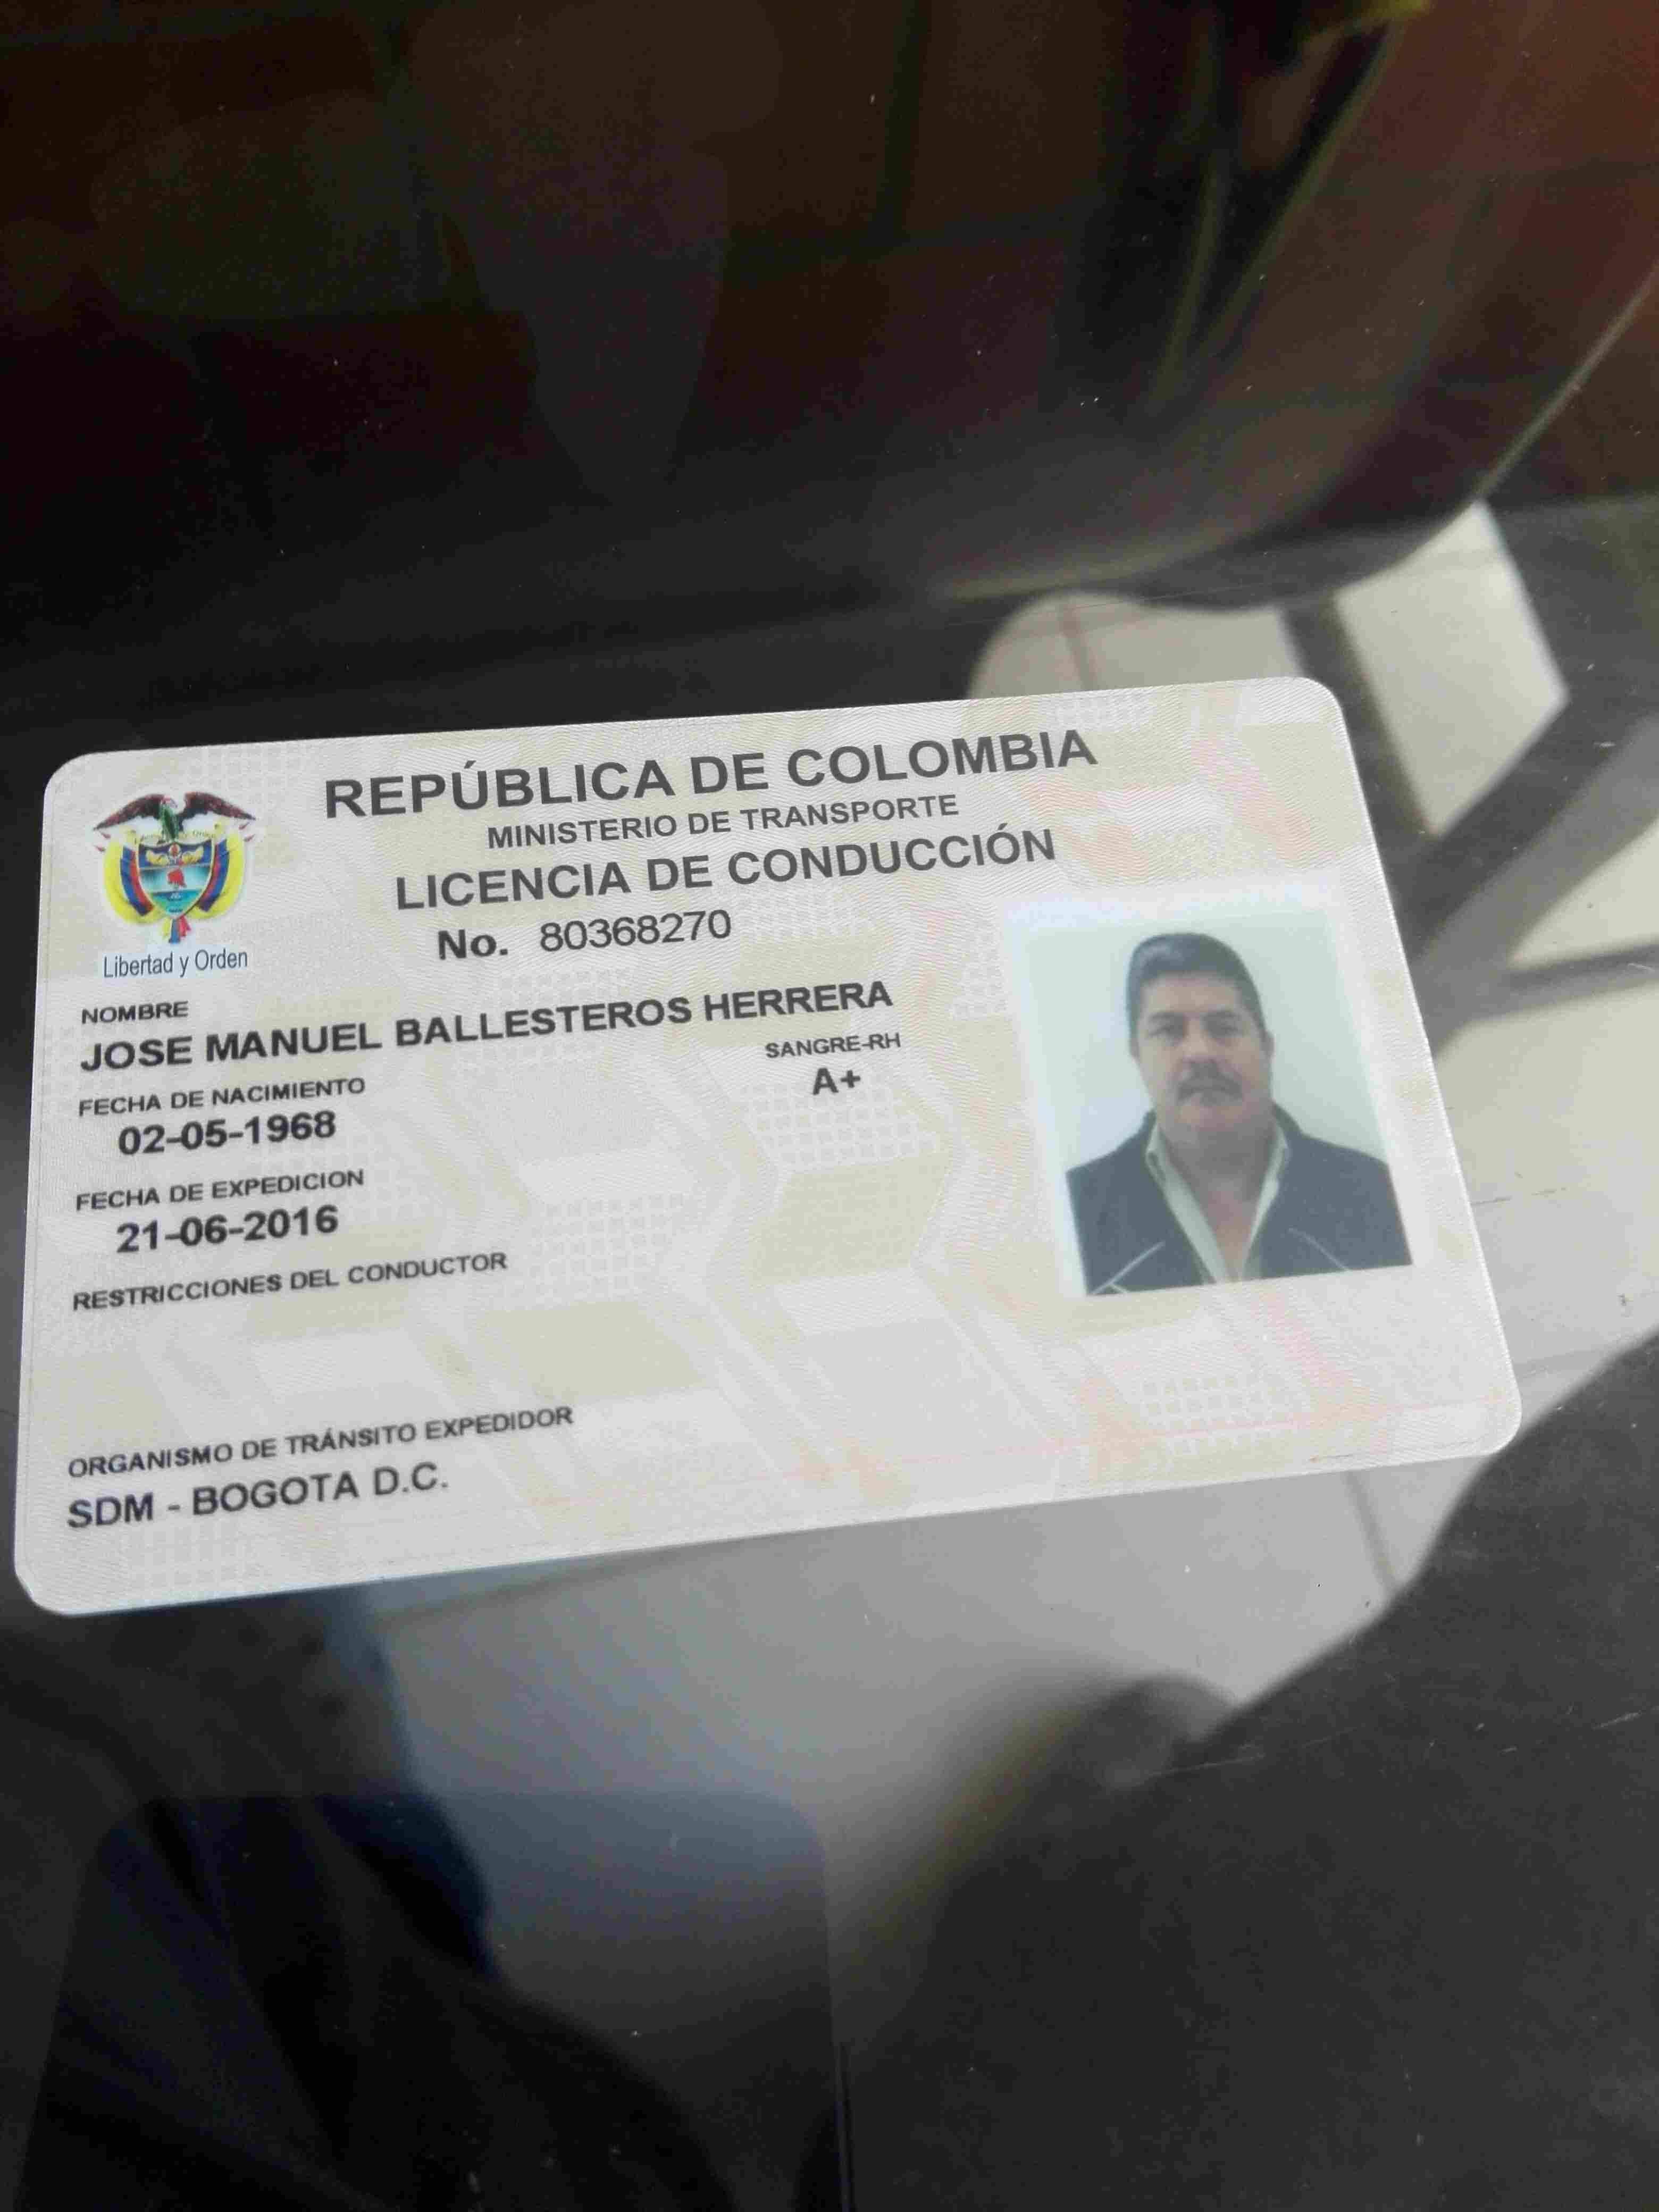 REPÚBLICA DE COLOMBIA
MINISTERIO DE TRANSPORTE
LICENCIA DE CONDUCCIÓN
No. 80368270
Libertad y Orden
NOMBRE
JOSE MANUEL BALLESTEROS HERRERA
FECHA DE NACIMIENTO
02-05-1968
SANGRE-RH
A+
FECHA DE EXPEDICION
21-06-2016
RESTRICCIONES DEL CONDUCTOR
ORGANISMO DE TRÁNSITO EXPEDIDOR
SDM - BOGOTA D.C.